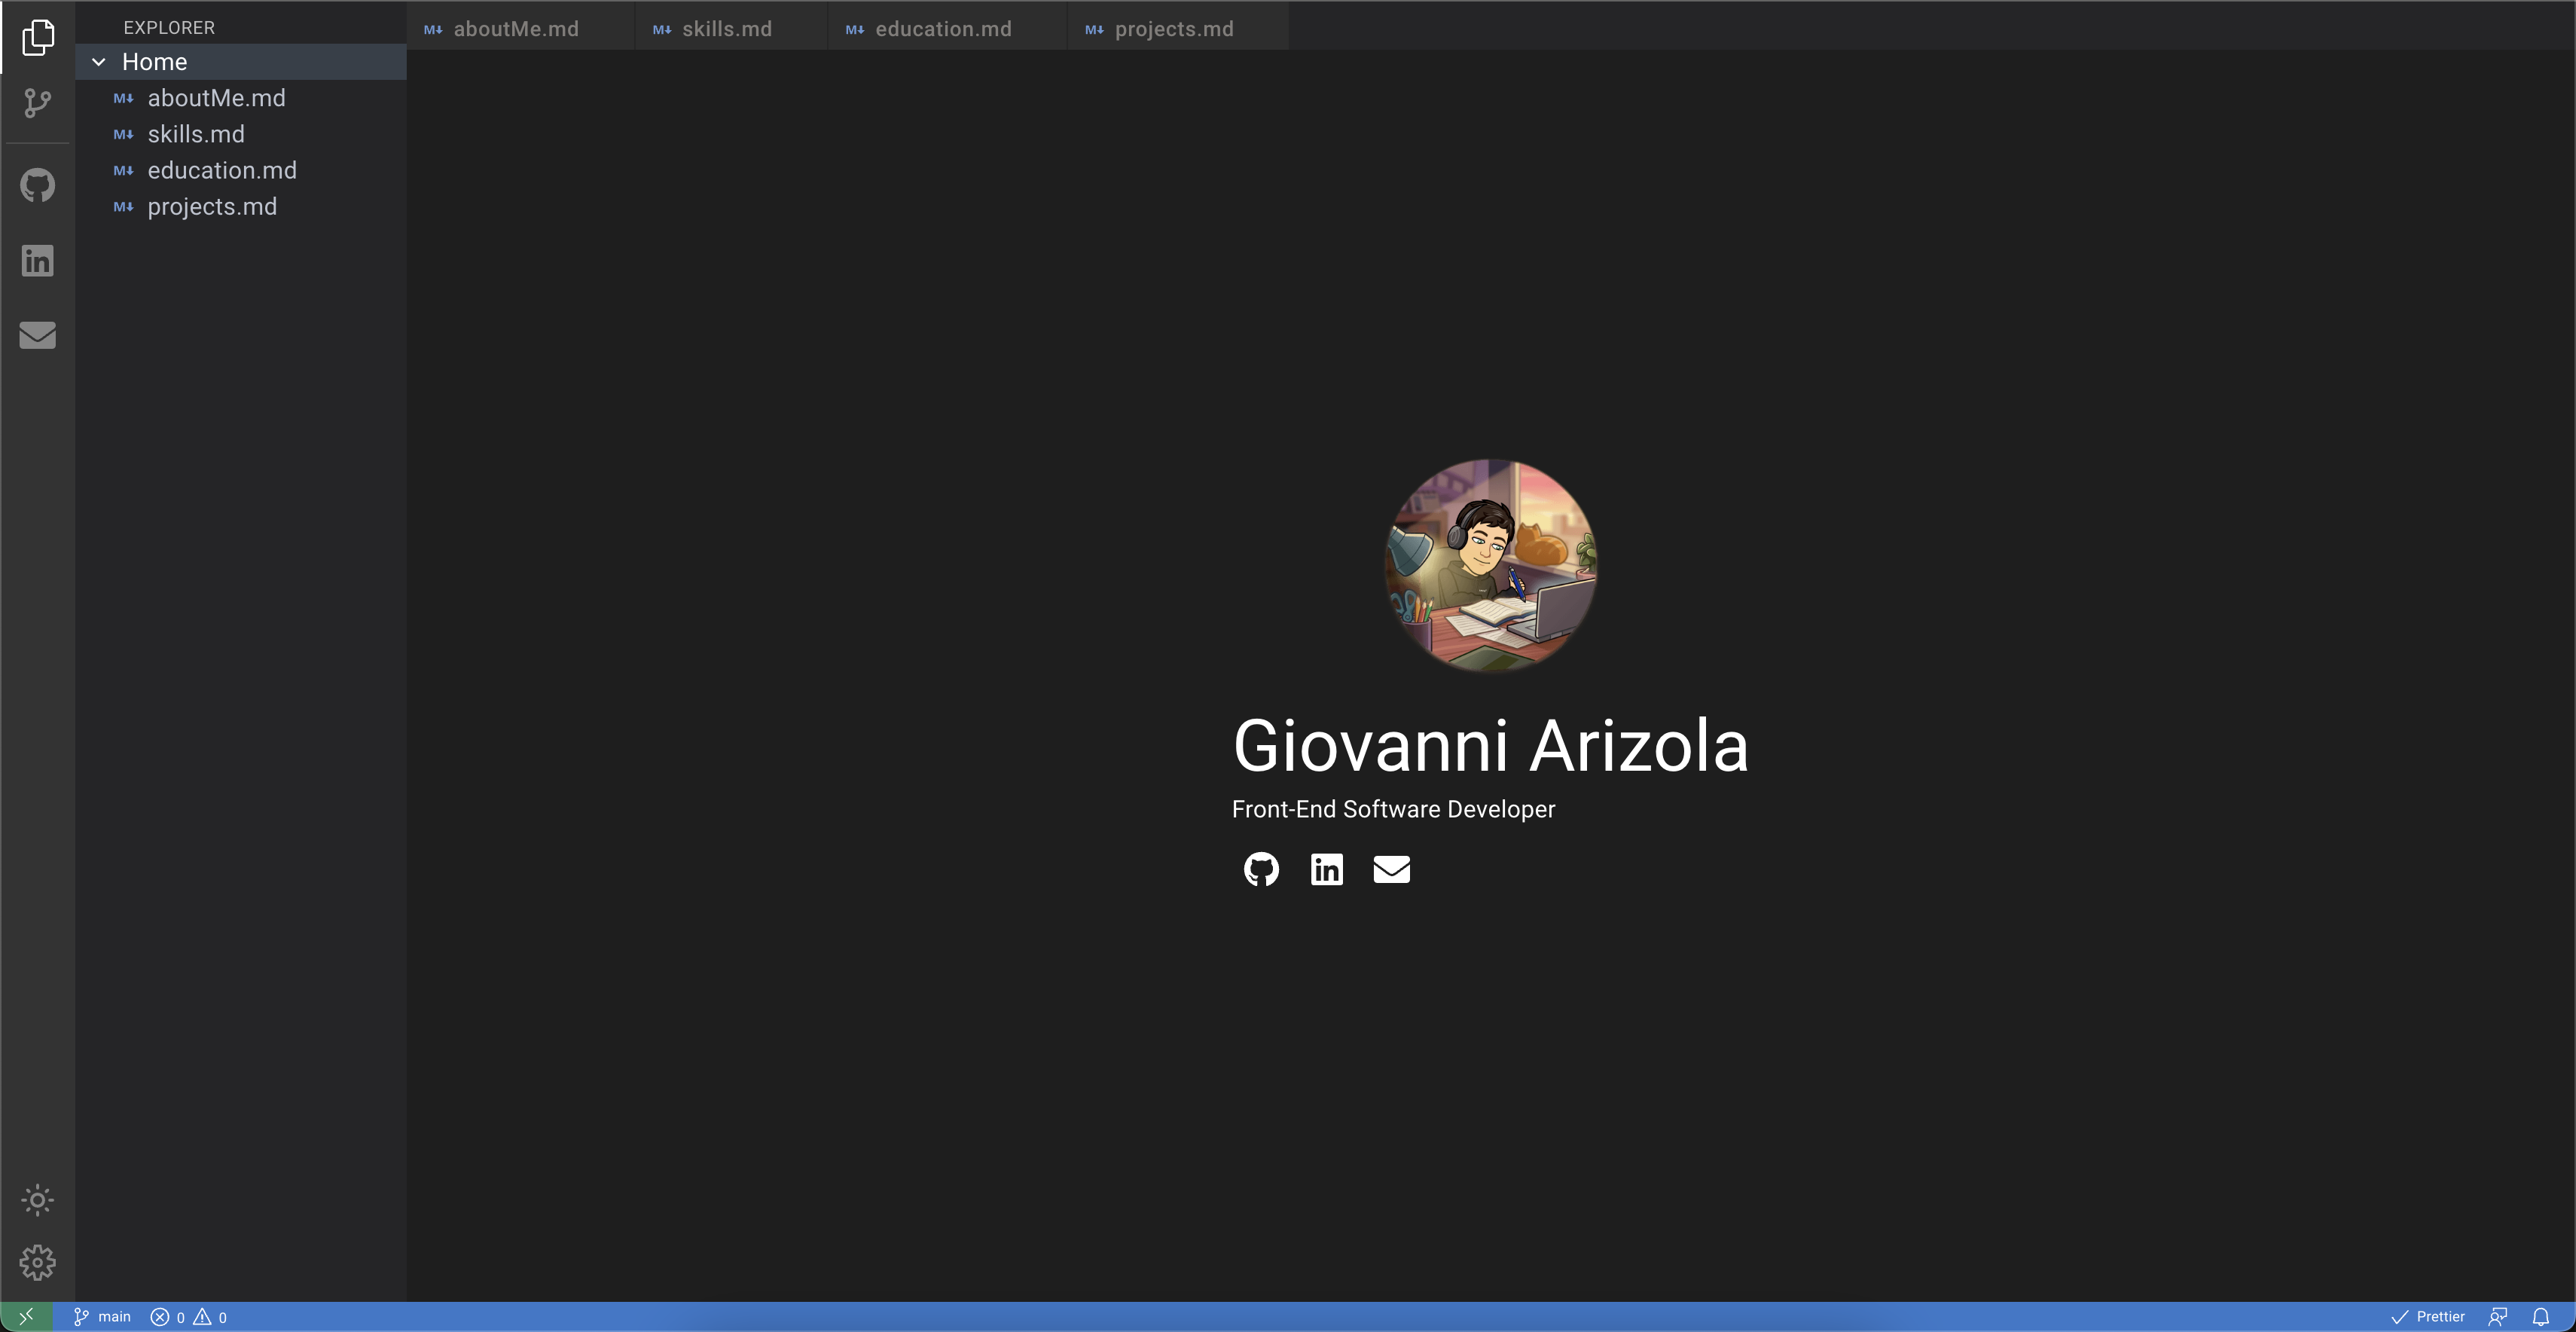 EXPLORER
Home
aboutMe.md
skills.md
education.md
projects.md
aboutMe.md
skills.md
education.md
projects.md
Giovanni Arizola
Front-End Software Developer
main
0
0
Prettier